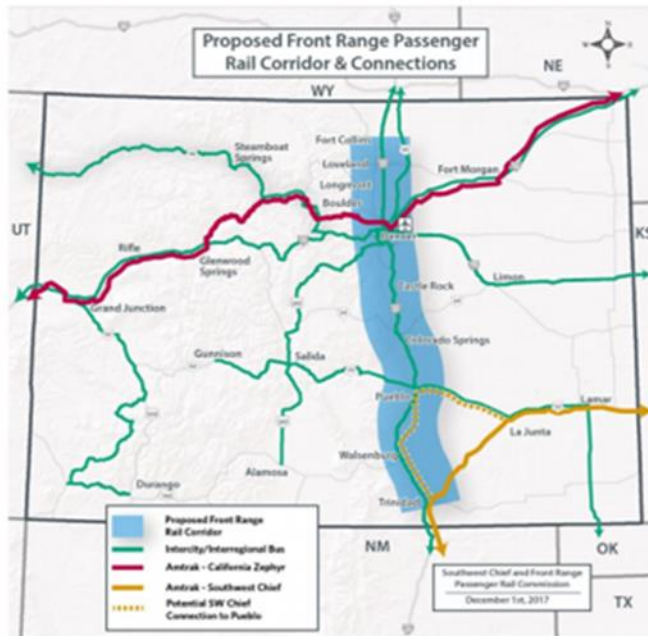 Proposed Front Range Passenger
Rail Corridor & Connections
NE
WY
Steamboat
Springs
Fort Collins
Loveland
Longmont
Boulder
Fort Morgan
UT
KS
Denver
Rifle
Glenwood
Springs
Limon
Castle Rock
Grand Junction
Colorado Springs
Gunnison
Salida
Pueblo
Lamar
La Junta
Walsenburg
Alamosa
Durango
Trinidad
Proposed Front Range
Rail Corridor
Intercity/Interregional Bus
Amtrak - California Zephyr
Amtrak - Southwest Chief
Potential SW Chief
Connection to Pueblo
NM
OK
Southwest Chief and Front Range
Passenger Rail Commission
December 1st, 2017
TX